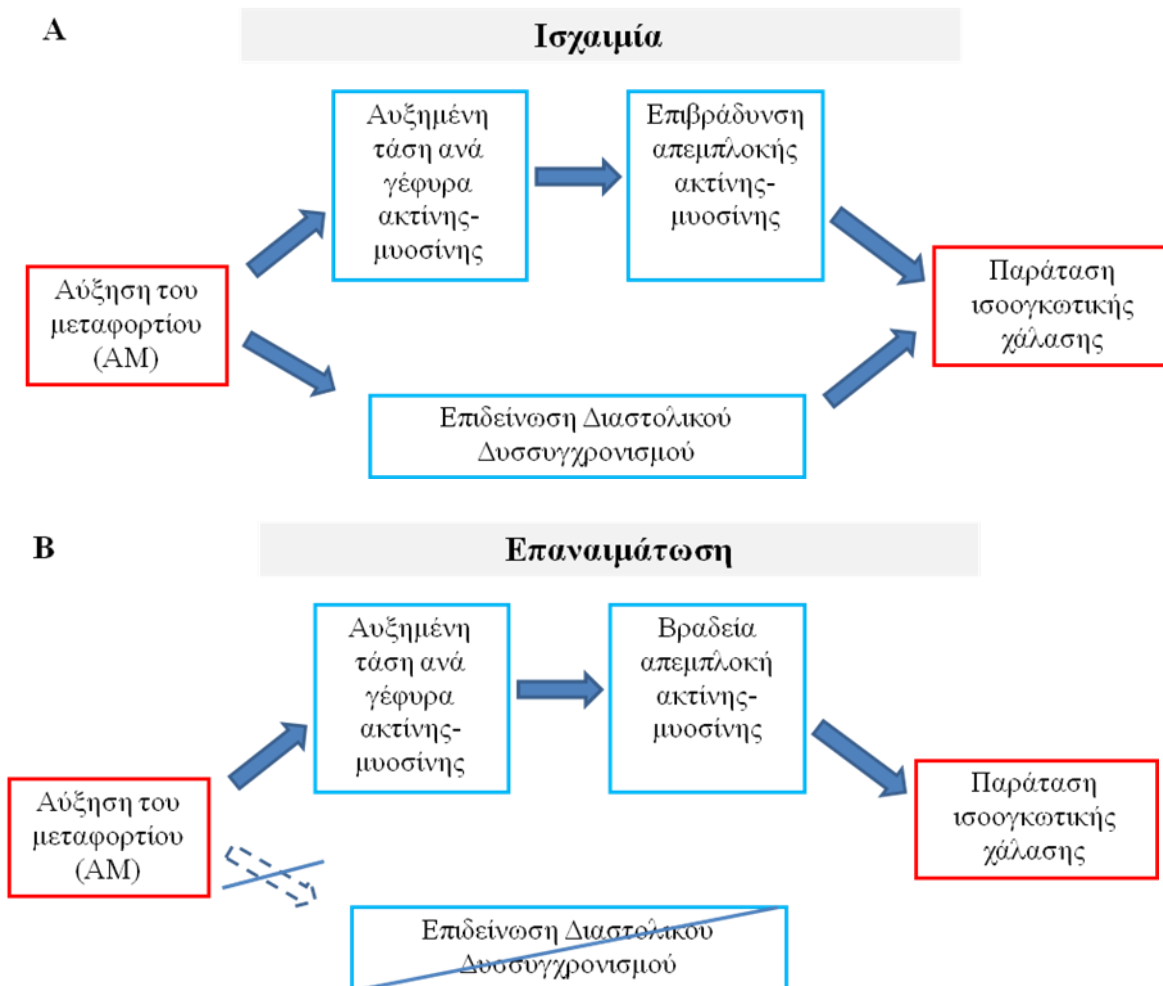 A
Ισχαιμία
Αυξημένη
τάση ανά
γέφυρα
ακτίνης-
μυοσίνης
Επιβράδυνση
απεμπλοκής
ακτίνης-
μυοσίνης
Αύξηση του
μεταφορτίου
(ΑΜ)
Παράταση
ισοογκωτικής
χάλασης
Επιδείνωση Διαστολικού
Δυσσυγχρονισμού
B
Επαναιμάτωση
Αυξημένη
τάση ανά
γέφυρα
ακτίνης-
μυοσίνης
Βραδεία
απεμπλοκή
ακτίνης-
μυοσίνης
Αύξηση του
μεταφορτίου
(ΑΜ)
Παράταση
ισοογκωτικής
χάλασης
Επιδείνωση Διαστολικού
Δυσσυγχρονισμού